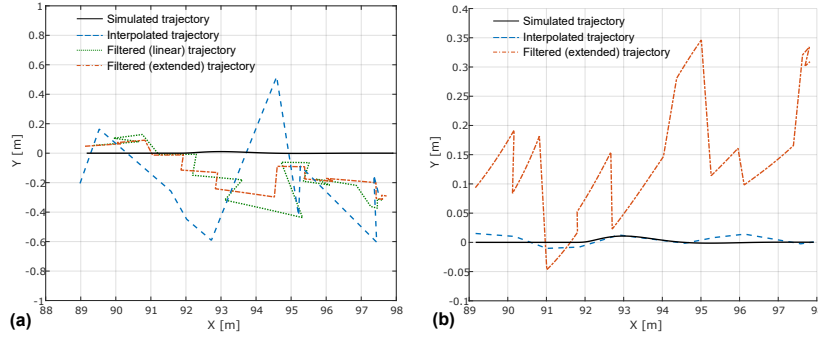 Simulated trajectory
Interpolated trajectory
Filtered (linear) trajectory
Filtered (extended) trajectory
1
0.8
0.6
0.4
0.2
0
-0.2
-0.4
-0.6
-0.8
-1
Y [m]
88 89 90 91 92 93 94 95 96 97 98
X [m]
(a)
Simulated trajectory
Interpolated trajectory
Filtered (extended) trajectory
0.4
0.35
0.3
0.25
0.2
0.15
0.1
0.05
0
-0.05
-0.1
Y [m]
89 90 91 92 93 94 95 96 97
X [m]
(b)